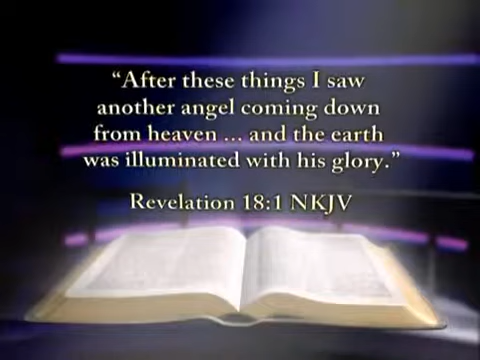 “After these things I saw
another angel coming down
from heaven ... and the earth
was illuminated with his glory.”
Revelation 18:1 NKJV